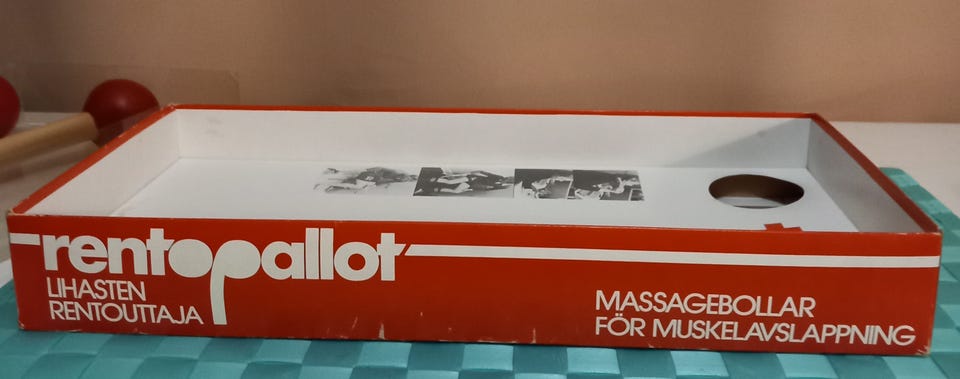 rentopallot
LIHASTEN
RENTOUTTAJA
MASSAGEBOLLAR
FÖR MUSKELAVSLAPPNING